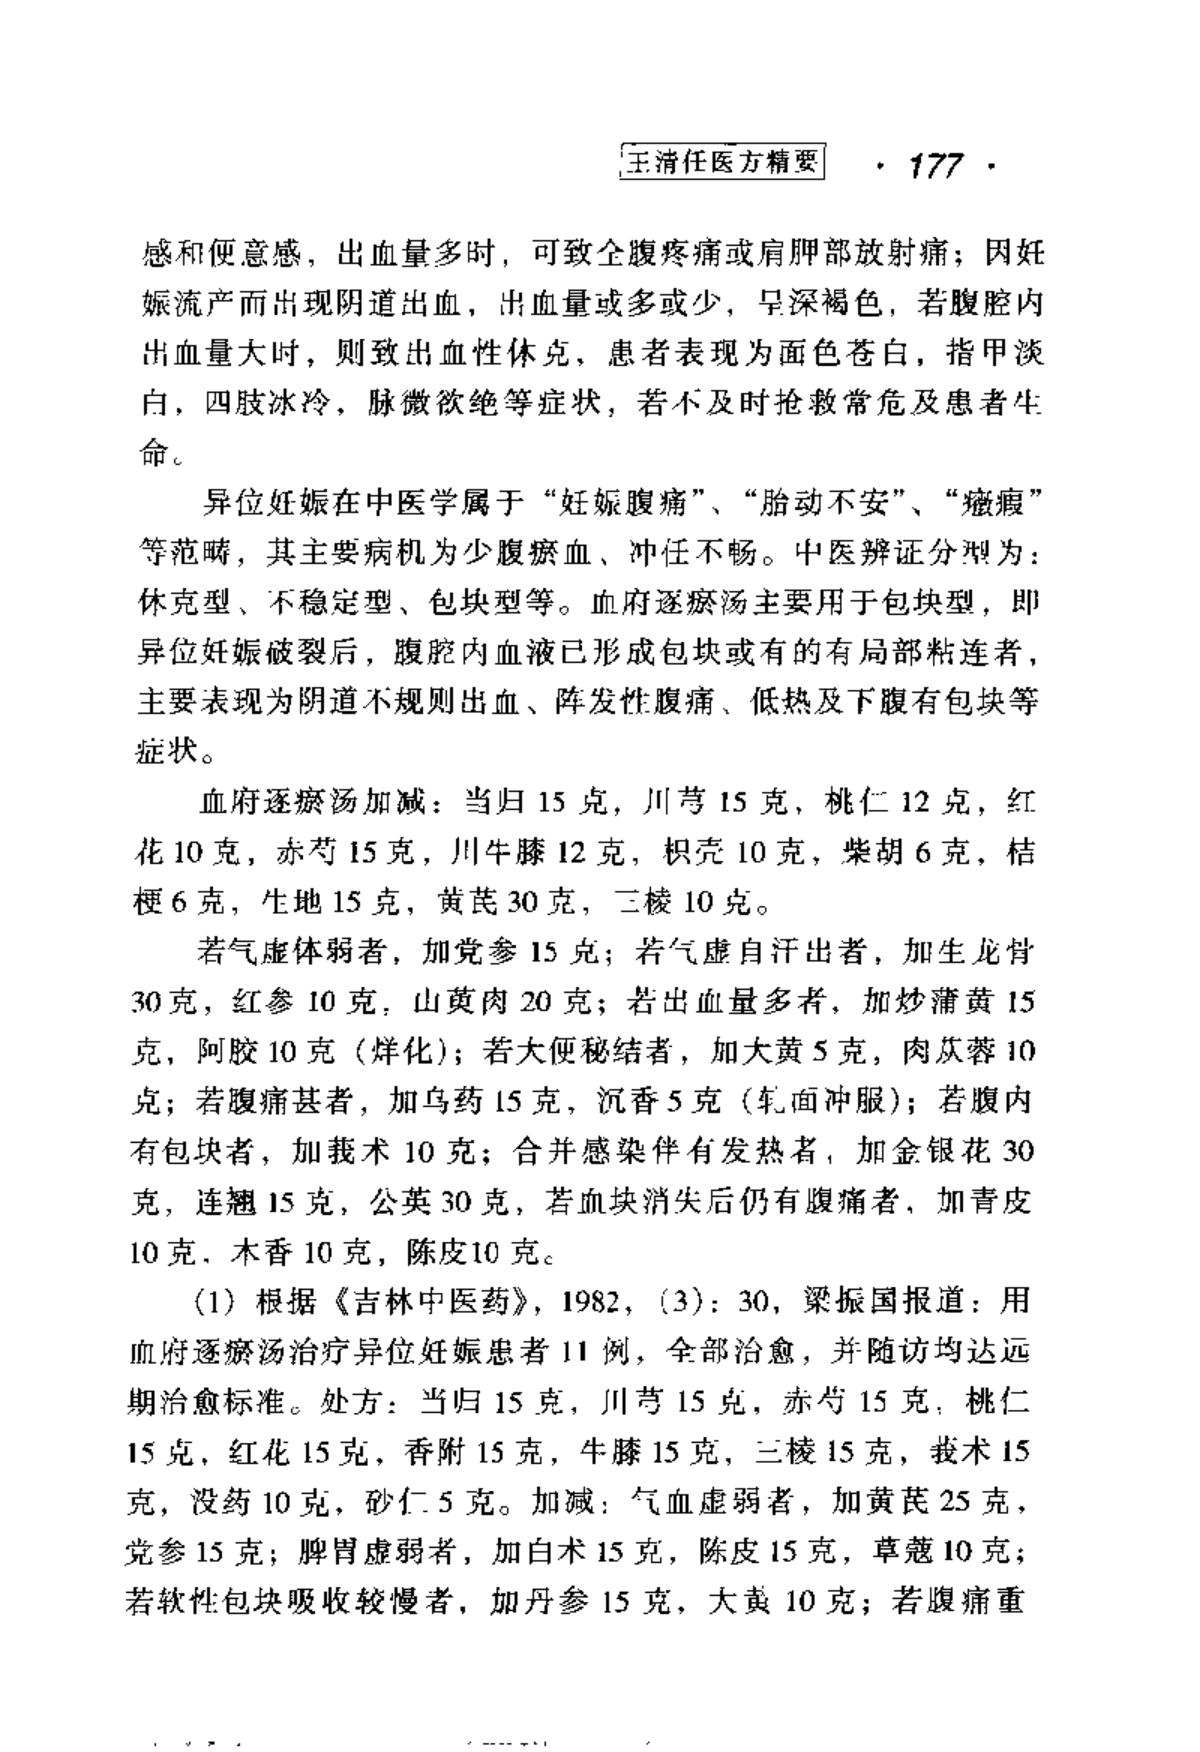 王清任医方精要 · 177 ·
感和便意感，出血量多时，可致全腹疼痛或肩胛部放射痛；因妊
娠流产而出现阴道出血，出血量或多或少，呈深褐色，若腹腔内
出血量大时，则致出血性休克，患者表现为面色苍白，指甲淡
白，四肢冰冷，脉微欲绝等症状，若不及时抢救常危及患者生
命。
异位妊娠在中医学属于“妊娠腹痛”、“胎动不安”、“癥瘕”
等范畴，其主要病机为少腹瘀血、冲任不畅。中医辨证分型为：
休克型、不稳定型、包块型等。血府逐瘀汤主要用于包块型，即
异位妊娠破裂后，腹腔内血液已形成包块或有的有局部粘连者，
主要表现为阴道不规则出血、阵发性腹痛、低热及下腹有包块等
症状。
血府逐瘀汤加减：当归 15 克，川芎 15 克，桃仁 12 克，红
花 10 克，赤芍 15 克，川牛膝 12 克，枳壳 10 克，柴胡 6 克，桔
梗 6 克，生地 15 克，黄芪 30 克，三棱 10 克。
若气虚体弱者，加党参 15 克；若气虚自汗出者，加生龙骨
30 克，红参 10 克，山萸肉 20 克；若出血量多者，加炒蒲黄 15
克，阿胶 10 克（烊化）；若大便秘结者，加大黄 5 克，肉苁蓉 10
克；若腹痛甚者，加乌药 15 克，沉香 5 克（轧面冲服）；若腹内
有包块者，加莪术 10 克；合并感染伴有发热者，加金银花 30
克，连翘 15 克，公英 30 克，若血块消失后仍有腹痛者，加青皮
10 克，木香 10 克，陈皮 10 克。
（1）根据《吉林中医药》，1982，（3）：30，梁振国报道：用
血府逐瘀汤治疗异位妊娠患者 11 例，全部治愈，并随访均达远
期治愈标准。处方：当归 15 克，川芎 15 克，赤芍 15 克，桃仁
15 克，红花 15 克，香附 15 克，牛膝 15 克，三棱 15 克，莪术 15
克，没药 10 克，砂仁 5 克。加减：气血虚弱者，加黄芪 25 克，
党参 15 克；脾胃虚弱者，加白术 15 克，陈皮 15 克，草蔻 10 克；
若软性包块吸收较慢者，加丹参 15 克，大黄 10 克；若腹痛重